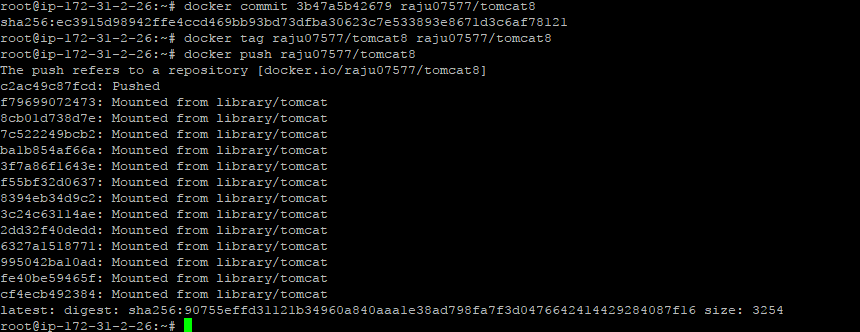 root@ip-172-31-2-26:~# docker commit 3b47a5b42679 raju07577/tomcat8
sha256:ec3915d98942ffe4ccd469bb93bd73dfba30623c7e533893e8671d3c6af78121
root@ip-172-31-2-26:~# docker tag raju07577/tomcat8 raju07577/tomcat8
root@ip-172-31-2-26:~# docker push raju07577/tomcat8
The push refers to a repository [docker.io/raju07577/tomcat8]
c2ac49c87fcd: Pushed
f79699072473: Mounted from library/tomcat
8cb01d738d7e: Mounted from library/tomcat
7c522249bcb2: Mounted from library/tomcat
ba1b854af66a: Mounted from library/tomcat
3f7a86f1643e: Mounted from library/tomcat
f55bf32d0637: Mounted from library/tomcat
8394eb34d9c2: Mounted from library/tomcat
3c24c63114ae: Mounted from library/tomcat
2dd32f40dedd: Mounted from library/tomcat
6327a1518771: Mounted from library/tomcat
995042ba10ad: Mounted from library/tomcat
fe40be59465f: Mounted from library/tomcat
cf4ecb492384: Mounted from library/tomcat
latest: digest: sha256:90755effd31121b34960a840aaa1e38ad798fa7f3d0476642414429284087f16 size: 3254
root@ip-172-31-2-26:~#